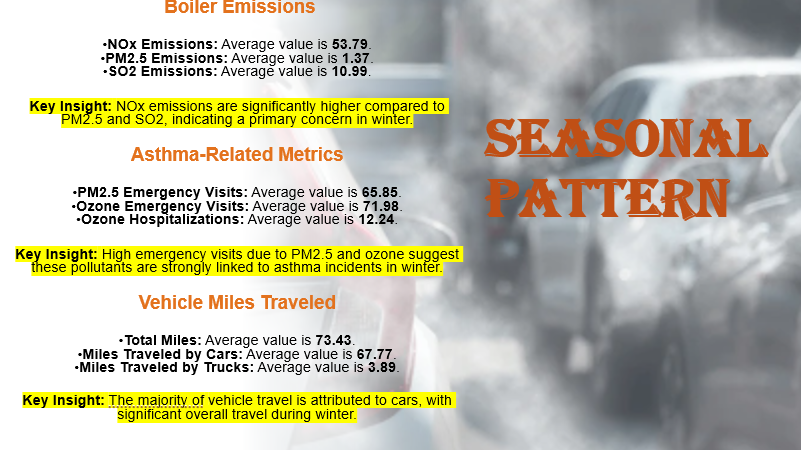 Boiler Emissions
•NOx Emissions: Average value is 53.79.
•PM2.5 Emissions: Average value is 1.37.
•SO2 Emissions: Average value is 10.99.
Key Insight: NOx emissions are significantly higher compared to
PM2.5 and SO2, indicating a primary concern in winter.
Asthma-Related Metrics
•PM2.5 Emergency Visits: Average value is 65.85.
•Ozone Emergency Visits: Average value is 71.98.
•Ozone Hospitalizations: Average value is 12.24.
Key Insight: High emergency visits due to PM2.5 and ozone suggest
these pollutants are strongly linked to asthma incidents in winter.
Vehicle Miles Traveled
•Total Miles: Average value is 73.43.
•Miles Traveled by Cars: Average value is 67.77.
•Miles Traveled by Trucks: Average value is 3.89.
Key Insight: The majority of vehicle travel is attributed to cars, with
significant overall travel during winter.
SEASONAL
PATTERN